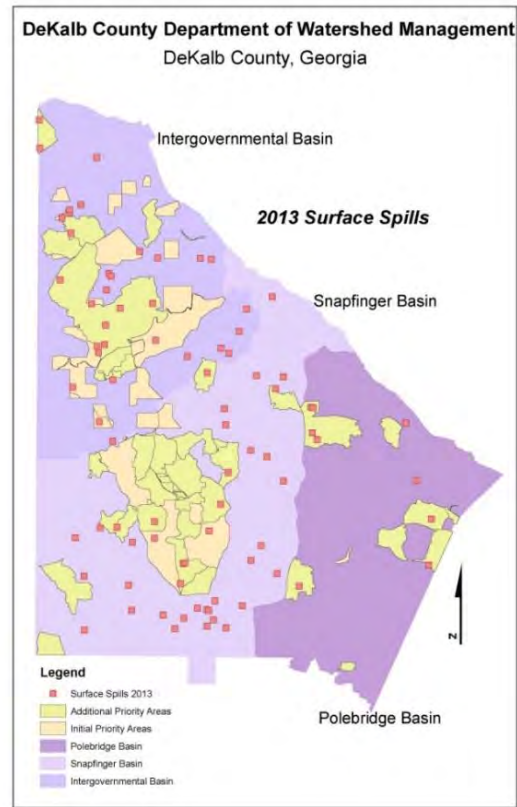 DeKalb County Department of Watershed Management
DeKalb County, Georgia
Intergovernmental Basin
2013 Surface Spills
Snapfinger Basin
N
Polebridge Basin
Legend
Surface Spills 2013
Additional Priority Areas
Initial Priority Areas
Polebridge Basin
Snapfinger Basin
Intergovernmental Basin